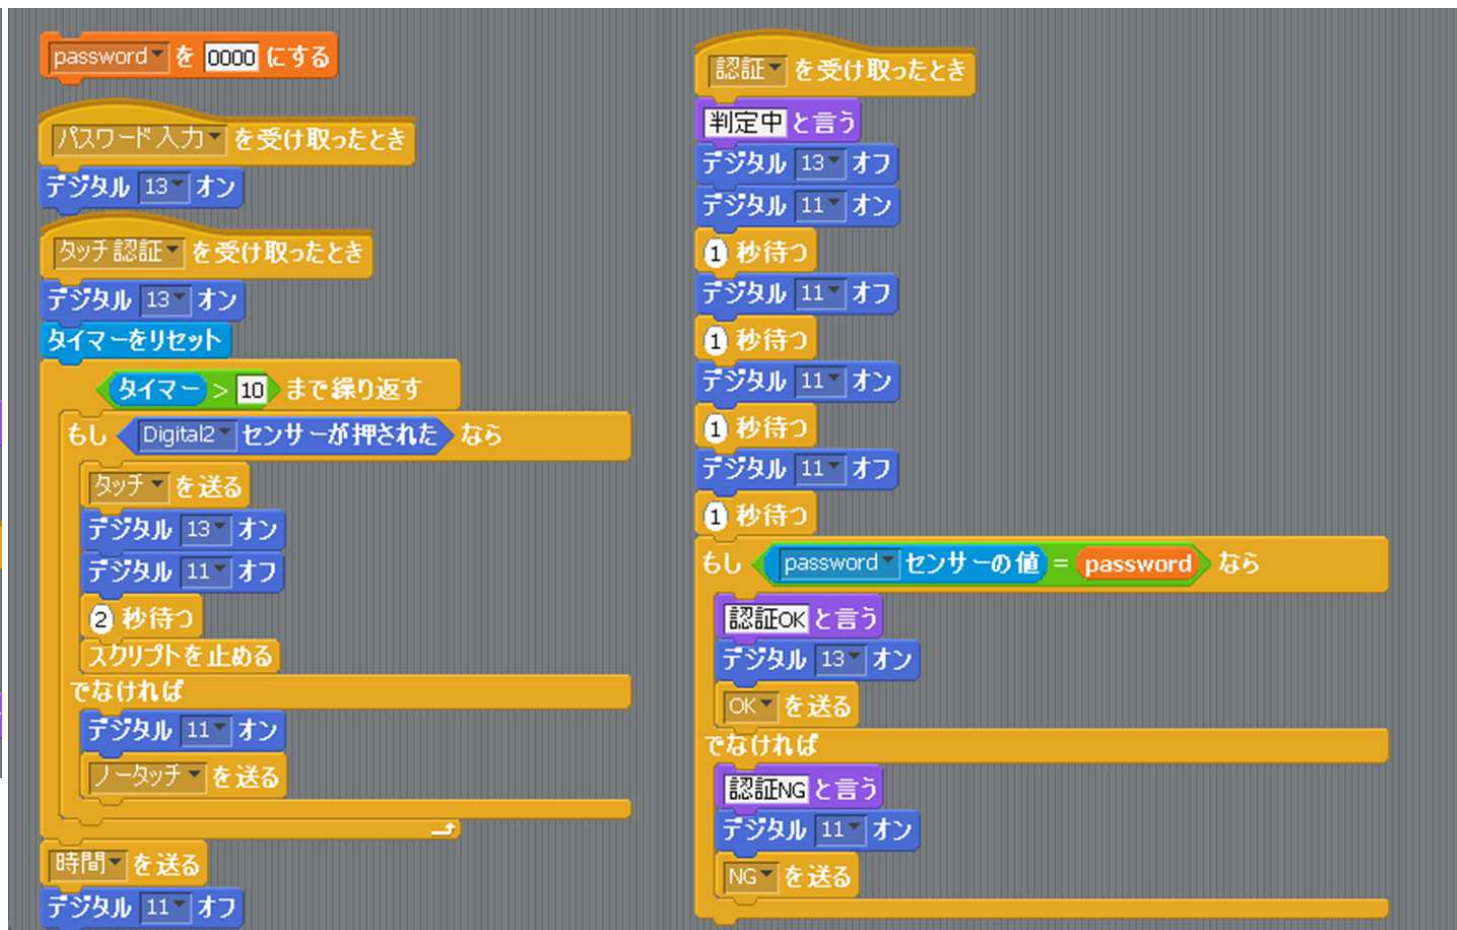 password を 0000 にする
パスワード入力 を受け取ったとき
デジタル 13 オン
タッチ認証 を受け取ったとき
デジタル 13 オン
タイマーをリセット
タイマー > 10 まで繰り返す
もし Digital2 センサーが押された なら
タッチ を送る
デジタル 13 オン
デジタル 11 オフ
2 秒待つ
スクリプトを止める
でなければ
デジタル 11 オン
ノータッチ を送る
時間 を送る
デジタル 11 オフ
認証 を受け取ったとき
判定中 と言う
デジタル 13 オフ
デジタル 11 オン
1 秒待つ
デジタル 11 オフ
1 秒待つ
デジタル 11 オン
1 秒待つ
デジタル 11 オフ
1 秒待つ
もし password センサーの値 = password なら
認証OK と言う
デジタル 13 オン
OK を送る
でなければ
認証NG と言う
デジタル 11 オン
NG を送る